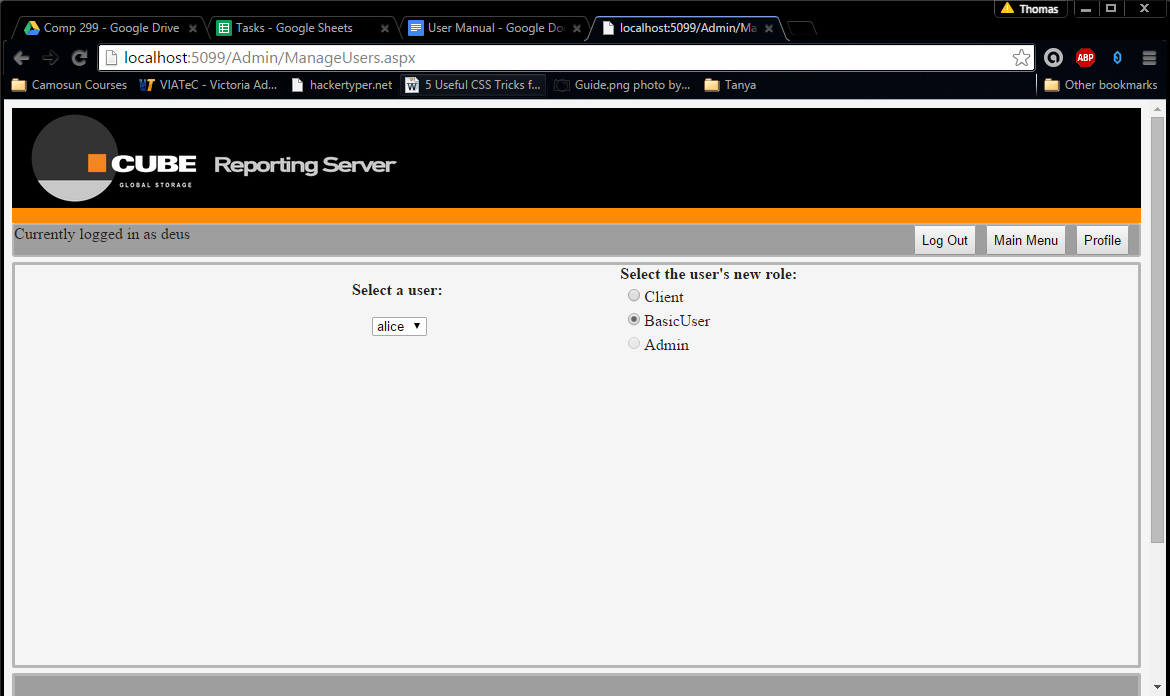 Thomas
Comp 299 - Google Drive
Tasks - Google Sheets
User Manual - Google Do
localhost:5099/Admin/Ma
localhost:5099/Admin/ManageUsers.aspx
ABP
Camosun Courses
VIATeC - Victoria Ad...
hackertyper.net
W
5 Useful CSS Tricks f...
Guide.png photo by...
Tanya
Other bookmarks
CUBE
GLOBAL STORAGE
Reporting Server
Currently logged in as deus
Log Out
Main Menu
Profile
Select a user:
alice
Select the user's new role:
Client
BasicUser
Admin